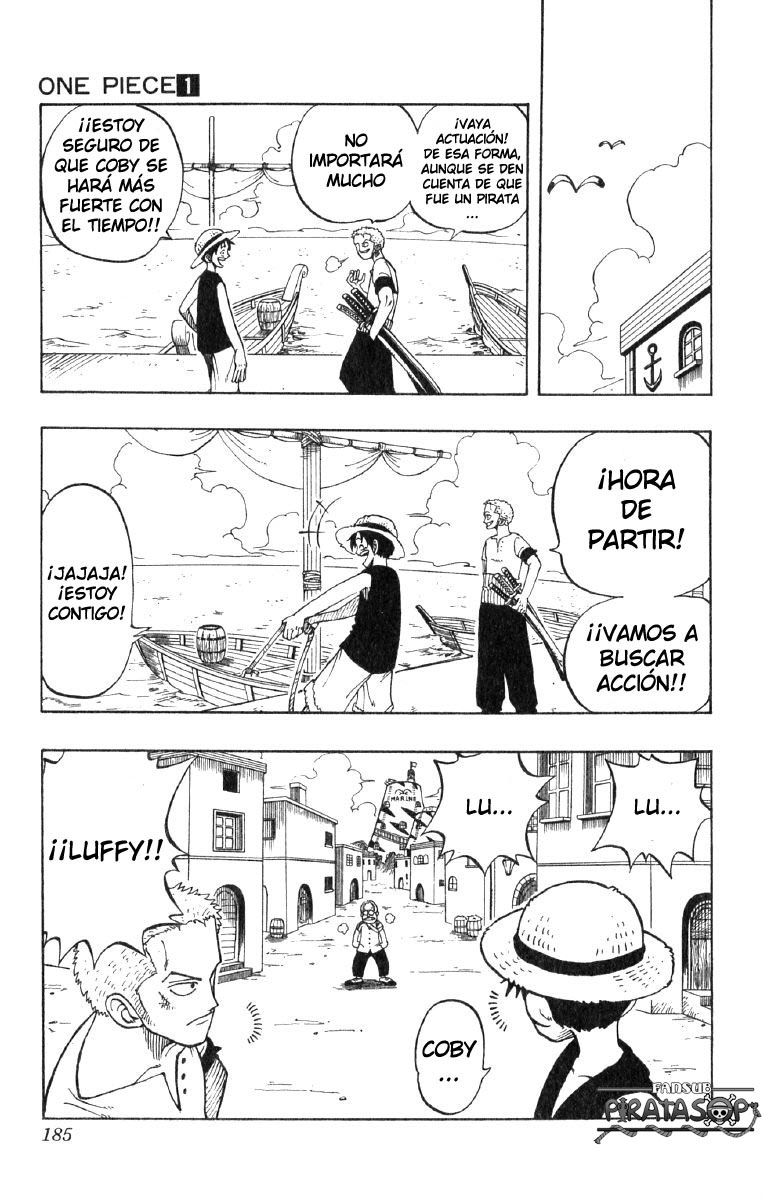 ONE PIECE 1
¡VAYA
ACTUACIÓN!
DE ESA FORMA,
AUNQUE SE DEN
CUENTA DE QUE
FUE UN PIRATA
...
NO
IMPORTARÁ
MUCHO
¡¡ESTOY
SEGURO DE
QUE COBY SE
HARÁ MÁS
FUERTE CON
EL TIEMPO!!
¡HORA
DE
PARTIR!
¡¡VAMOS A
BUSCAR
ACCIÓN!!
¡JAJAJA!
¡ESTOY
CONTIGO!
LU...
LU...
¡¡LUFFY!!
MARINE
COBY
...
FANSUB
PIRATASOP
185